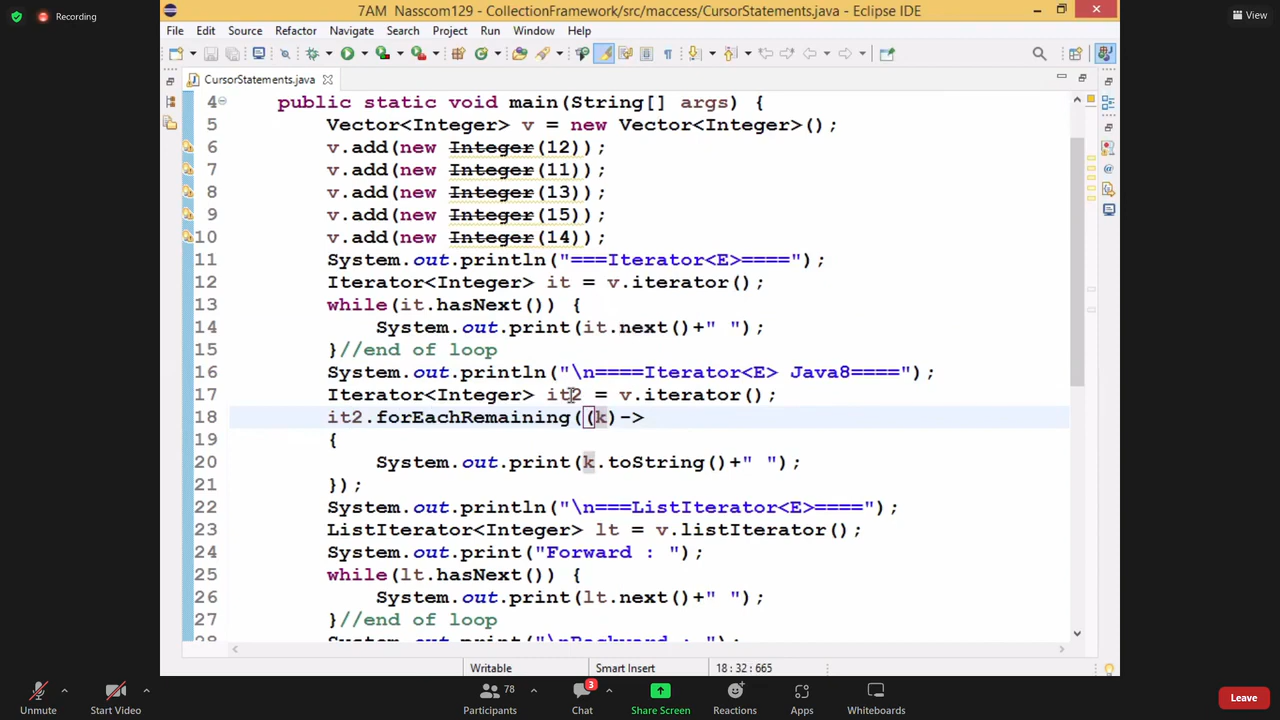 Recording
7AM Nasscom129 - CollectionFramework/src/maccess/CursorStatements.java - Eclipse IDE
View
File Edit Source Refactor Navigate Search Project Run Window Help
CursorStatements.java
4 public static void main(String[] args) {
5 Vector<Integer> v = new Vector<Integer>();
6 v.add(new Integer(12));
7 v.add(new Integer(11));
8 v.add(new Integer(13));
9 v.add(new Integer(15));
10 v.add(new Integer(14));
11 System.out.println("===Iterator<E>====");
12 Iterator<Integer> it = v.iterator();
13 while(it.hasNext()) {
14 System.out.print(it.next()+" ");
15 }//end of loop
16 System.out.println("\n====Iterator<E> Java8====");
17 Iterator<Integer> it2 = v.iterator();
18 it2.forEachRemaining((k)->
19 {
20 System.out.print(k.toString()+" ");
21 });
22 System.out.println("\n===ListIterator<E>====");
23 ListIterator<Integer> lt = v.listIterator();
24 System.out.print("Forward : ");
25 while(lt.hasNext()) {
26 System.out.print(lt.next()+" ");
27 }//end of loop
28 System.out.print("\nBackward : ");
Writable Smart Insert 18 : 32 : 665
Unmute Start Video 78 Participants 3 Chat Share Screen Reactions Apps Whiteboards Leave